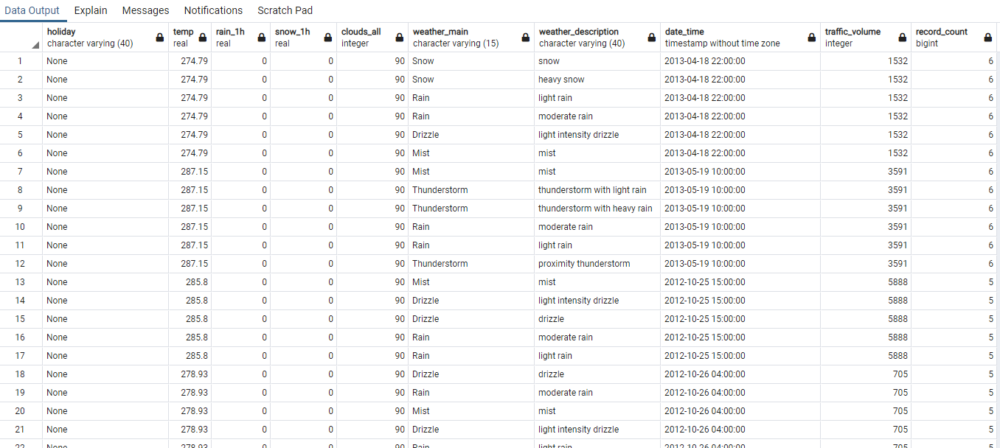 Data Output Explain Messages Notifications Scratch Pad
holiday temp rain_1h snow_1h clouds_all weather_main weather_description date_time traffic_volume record_count
character varying (40) real real real integer character varying (15) character varying (40) timestamp without time zone integer bigint
1 None 274.79 0 0 90 Snow snow 2013-04-18 22:00:00 1532 6
2 None 274.79 0 0 90 Snow heavy snow 2013-04-18 22:00:00 1532 6
3 None 274.79 0 0 90 Rain light rain 2013-04-18 22:00:00 1532 6
4 None 274.79 0 0 90 Rain moderate rain 2013-04-18 22:00:00 1532 6
5 None 274.79 0 0 90 Drizzle light intensity drizzle 2013-04-18 22:00:00 1532 6
6 None 274.79 0 0 90 Mist mist 2013-04-18 22:00:00 1532 6
7 None 287.15 0 0 90 Mist mist 2013-05-19 10:00:00 3591 6
8 None 287.15 0 0 90 Thunderstorm thunderstorm with light rain 2013-05-19 10:00:00 3591 6
9 None 287.15 0 0 90 Thunderstorm thunderstorm with heavy rain 2013-05-19 10:00:00 3591 6
10 None 287.15 0 0 90 Rain moderate rain 2013-05-19 10:00:00 3591 6
11 None 287.15 0 0 90 Rain light rain 2013-05-19 10:00:00 3591 6
12 None 287.15 0 0 90 Thunderstorm proximity thunderstorm 2013-05-19 10:00:00 3591 6
13 None 285.8 0 0 90 Mist mist 2012-10-25 15:00:00 5888 5
14 None 285.8 0 0 90 Drizzle light intensity drizzle 2012-10-25 15:00:00 5888 5
15 None 285.8 0 0 90 Drizzle drizzle 2012-10-25 15:00:00 5888 5
16 None 285.8 0 0 90 Rain moderate rain 2012-10-25 15:00:00 5888 5
17 None 285.8 0 0 90 Rain light rain 2012-10-25 15:00:00 5888 5
18 None 278.93 0 0 90 Drizzle drizzle 2012-10-26 04:00:00 705 5
19 None 278.93 0 0 90 Rain moderate rain 2012-10-26 04:00:00 705 5
20 None 278.93 0 0 90 Mist mist 2012-10-26 04:00:00 705 5
21 None 278.93 0 0 90 Drizzle light intensity drizzle 2012-10-26 04:00:00 705 5
22 None 278.93 0 0 90 Rain light rain 2012-10-26 04:00:00 705 5